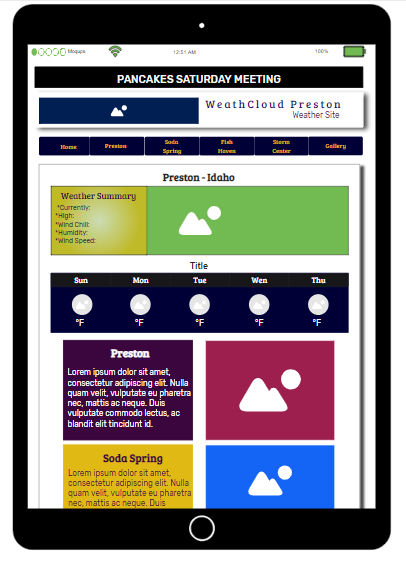 Moqups
12:51 AM
100%
PANCAKES SATURDAY MEETING
WeathCloud Preston
Weather Site
Home
Preston
Soda
Spring
Fish
Haven
Storm
Center
Gallery
Preston - Idaho
Weather Summary
*Currently:
*High:
*Wind Chill:
*Humidity:
*Wind Speed:
Title
Sun Mon Tue Wen Thu
°F °F °F °F °F
Preston
Lorem ipsum dolor sit amet,
consectetur adipiscing elit. Nulla
quam velit, vulputate eu pharetra
nec, mattis ac neque. Duis
vulputate commodo lectus, ac
blandit elit tincidunt id.
Soda Spring
Lorem ipsum dolor sit amet,
consectetur adipiscing elit. Nulla
quam velit, vulputate eu pharetra
nec, mattis ac neque. Duis